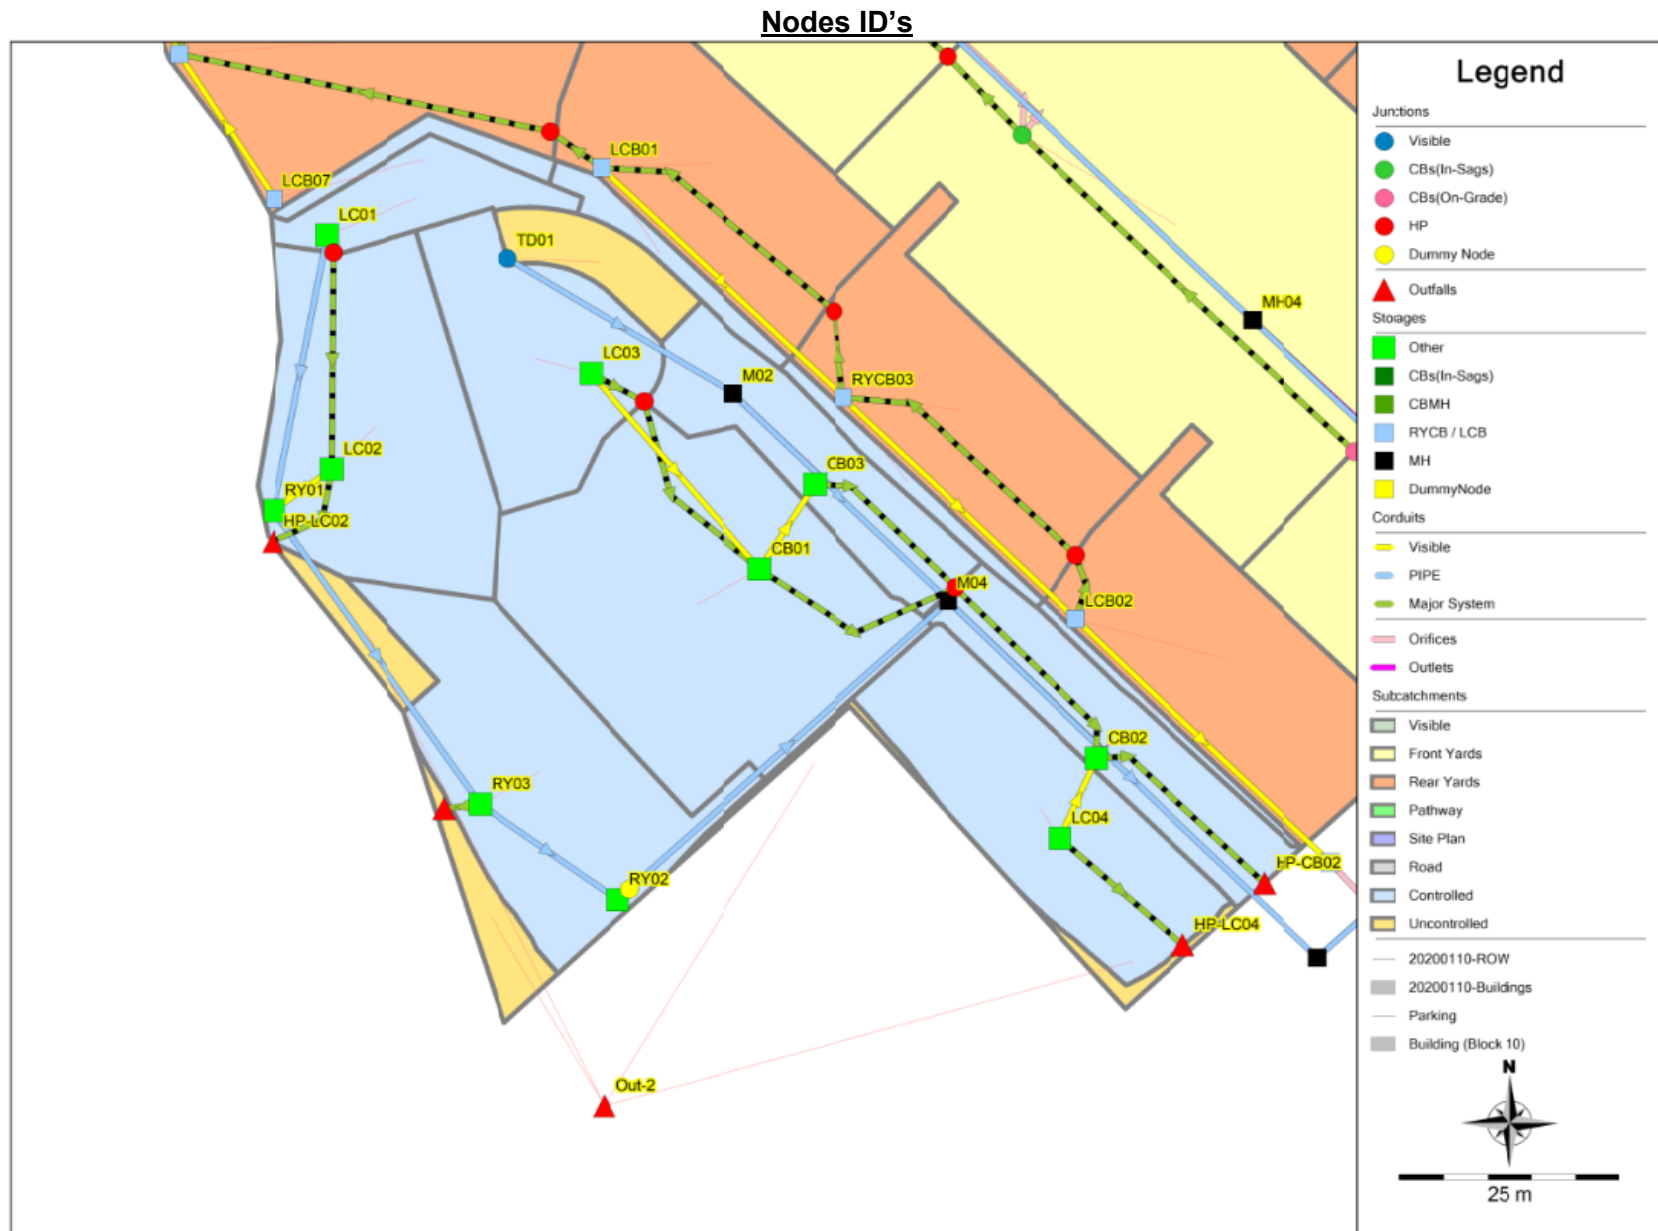 Nodes ID's
LCB01
LCB07
LC01
TD01
MH04
LC03
M02
RYCB03
LC02
CB03
RY01
HP-LC02
CB01
M04
LCB02
CB02
RY03
LC04
HP-CB02
RY02
HP-LC04
Out-2
Legend
Junctions
Visible
CBs(In-Sags)
CBs(On-Grade)
HP
Dummy Node
Outfalls
Storages
Other
CBs(In-Sags)
CBMH
RYCB / LCB
MH
DummyNode
Conduits
Visible
PIPE
Major System
Orifices
Outlets
Subcatchments
Visible
Front Yards
Rear Yards
Pathway
Site Plan
Road
Controlled
Uncontrolled
20200110-ROW
20200110-Buildings
Parking
Building (Block 10)
N
25 m